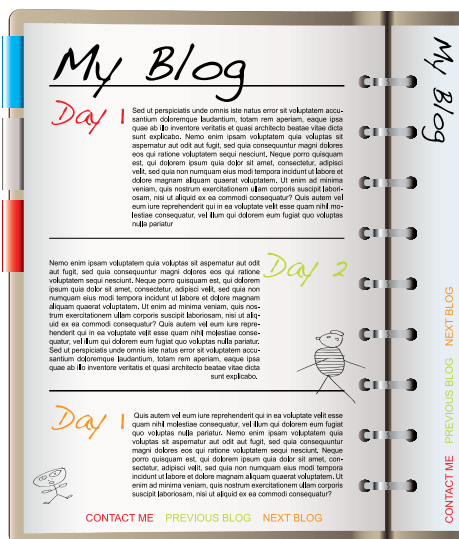 My Blog
Day 1
Sed ut perspiciatis unde omnis iste natus error sit voluptatem accu-
santium doloremque laudantium, totam rem aperiam, eaque ipsa
quae ab illo inventore veritatis et quasi architecto beatae vitae dicta
sunt explicabo. Nemo enim ipsam voluptatem quia voluptas sit
aspernatur aut odit aut fugit, sed quia consequuntur magni dolores
eos qui ratione voluptatem sequi nesciunt. Neque porro quisquam
est, qui dolorem ipsum quia dolor sit amet, consectetur, adipisci
velit, sed quia non numquam eius modi tempora incidunt ut labore et
dolore magnam aliquam quaerat voluptatem. Ut enim ad minima
veniam, quis nostrum exercitationem ullam corporis suscipit labori-
osam, nisi ut aliquid ex ea commodi consequatur? Quis autem vel
eum iure reprehenderit qui in ea voluptate velit esse quam nihil mo-
lestiae consequatur, vel illum qui dolorem eum fugiat quo voluptas
nulla pariatur
Day 2
Nemo enim ipsam voluptatem quia voluptas sit aspernatur aut odit
aut fugit, sed quia consequuntur magni dolores eos qui ratione
voluptatem sequi nesciunt. Neque porro quisquam est, qui dolorem
ipsum quia dolor sit amet, consectetur, adipisci velit, sed quia non
numquam eius modi tempora incidunt ut labore et dolore magnam
aliquam quaerat voluptatem. Ut enim ad minima veniam, quis nos-
trum exercitationem ullam corporis suscipit laboriosam, nisi ut aliq-
uid ex ea commodi consequatur? Quis autem vel eum iure repre-
henderit qui in ea voluptate velit esse quam nihil molestiae conse-
quatur, vel illum qui dolorem eum fugiat quo voluptas nulla pariatur.
Sed ut perspiciatis unde omnis iste natus error sit voluptatem accu-
santium doloremque laudantium, totam rem aperiam, eaque ipsa
quae ab illo inventore veritatis et quasi architecto beatae vitae dicta
sunt explicabo.
Day 1
Quis autem vel eum iure reprehenderit qui in ea voluptate velit esse
quam nihil molestiae consequatur, vel illum qui dolorem eum fugiat
quo voluptas nulla pariatur. Nemo enim ipsam voluptatem quia
voluptas sit aspernatur aut odit aut fugit, sed quia consequuntur
magni dolores eos qui ratione voluptatem sequi nesciunt. Neque
porro quisquam est, qui dolorem ipsum quia dolor sit amet, con-
sectetur, adipisci velit, sed quia non numquam eius modi tempora
incidunt ut labore et dolore magnam aliquam quaerat voluptatem. Ut
enim ad minima veniam, quis nostrum exercitationem ullam corporis
suscipit laboriosam, nisi ut aliquid ex ea commodi consequatur?
CONTACT ME PREVIOUS BLOG NEXT BLOG
My Blog
CONTACT ME PREVIOUS BLOG NEXT BLOG